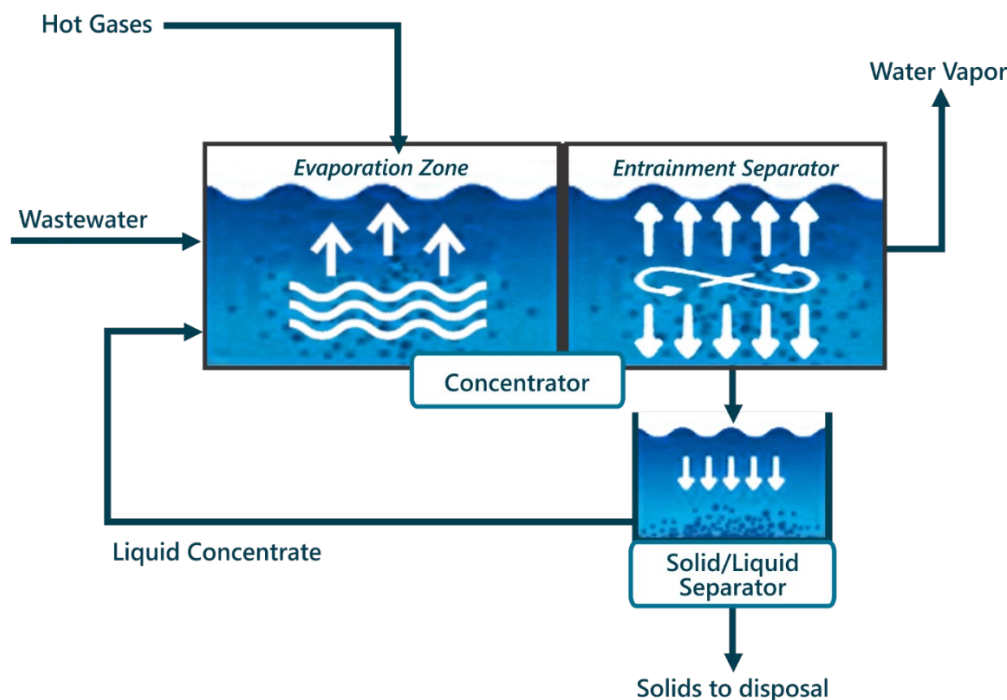 Hot Gases
Water Vapor
Evaporation Zone
Entrainment Separator
Wastewater
Concentrator
Liquid Concentrate
Solid/Liquid
Separator
Solids to disposal